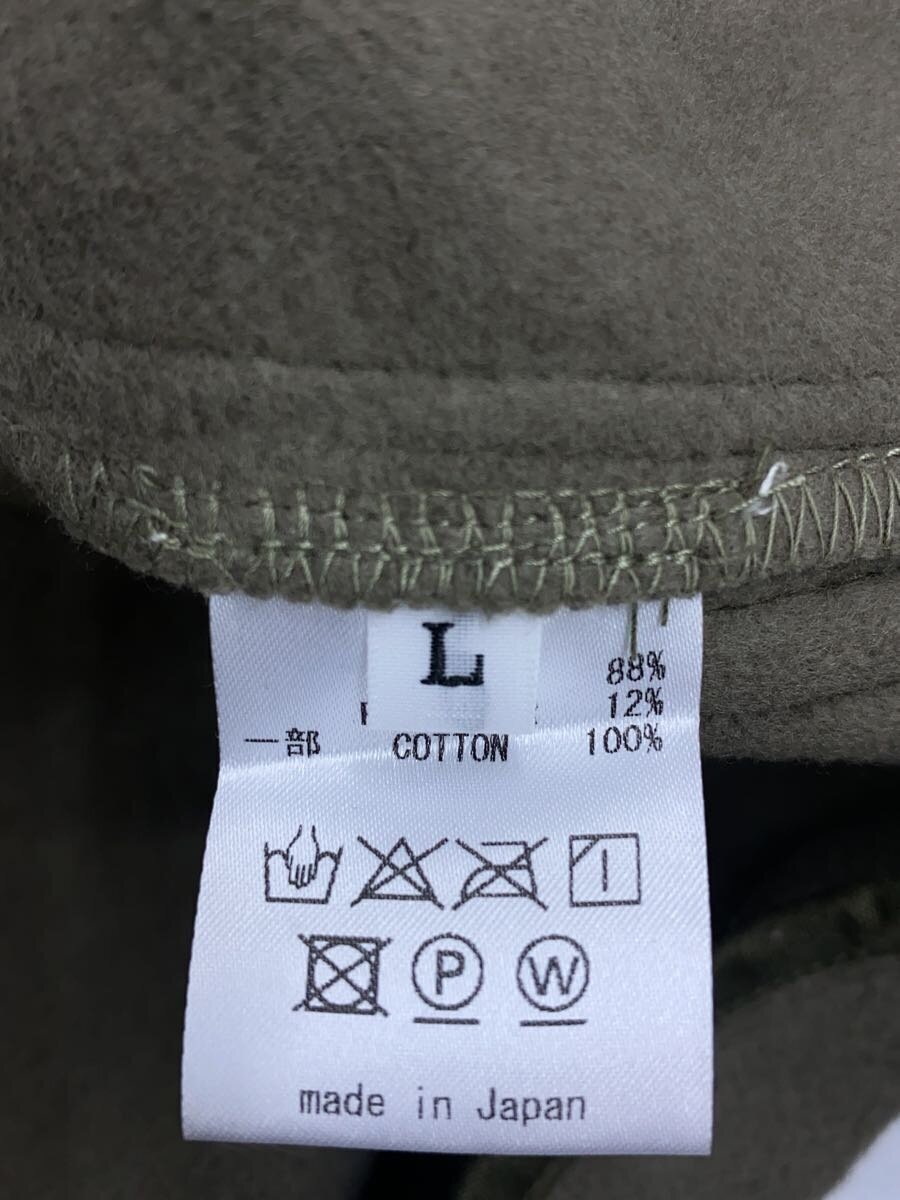 L
88%
12%
一部 COTTON 100%
P W
made in Japan